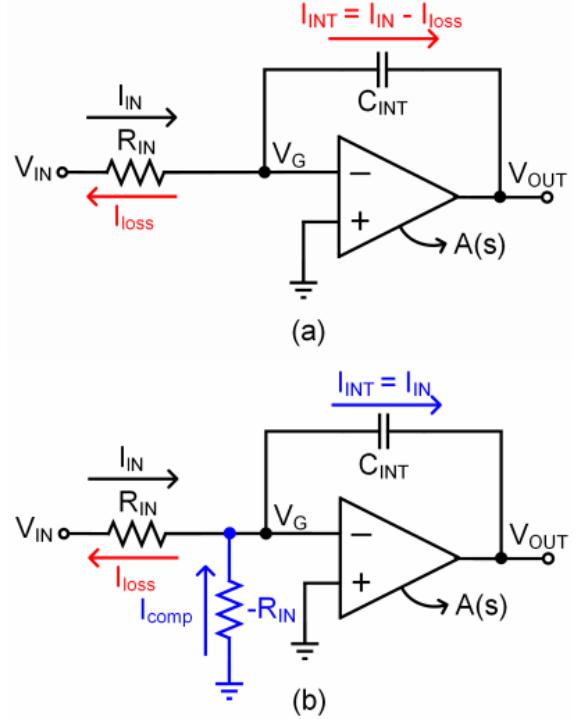 I_INT = I_IN - I_loss
C_INT
I_IN
R_IN
V_IN
I_loss
V_G
−
+
V_OUT
A(s)
(a)
I_INT = I_IN
C_INT
I_IN
R_IN
V_IN
I_loss
V_G
−
+
V_OUT
A(s)
I_comp
-R_IN
(b)